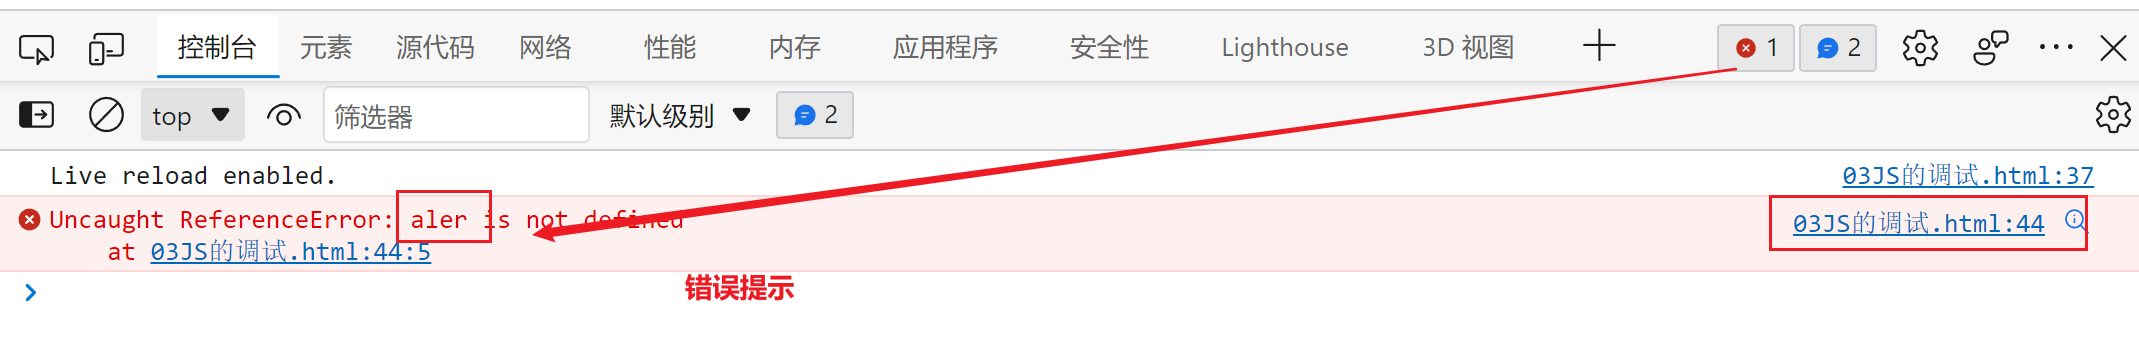 控制台 元素 源代码 网络 性能 内存 应用程序 安全性 Lighthouse 3D 视图 1 2
top 筛选器 默认级别 2
Live reload enabled. 03JS的调试.html:37
Uncaught ReferenceError: aler is not defined 03JS的调试.html:44
at 03JS的调试.html:44:5
错误提示